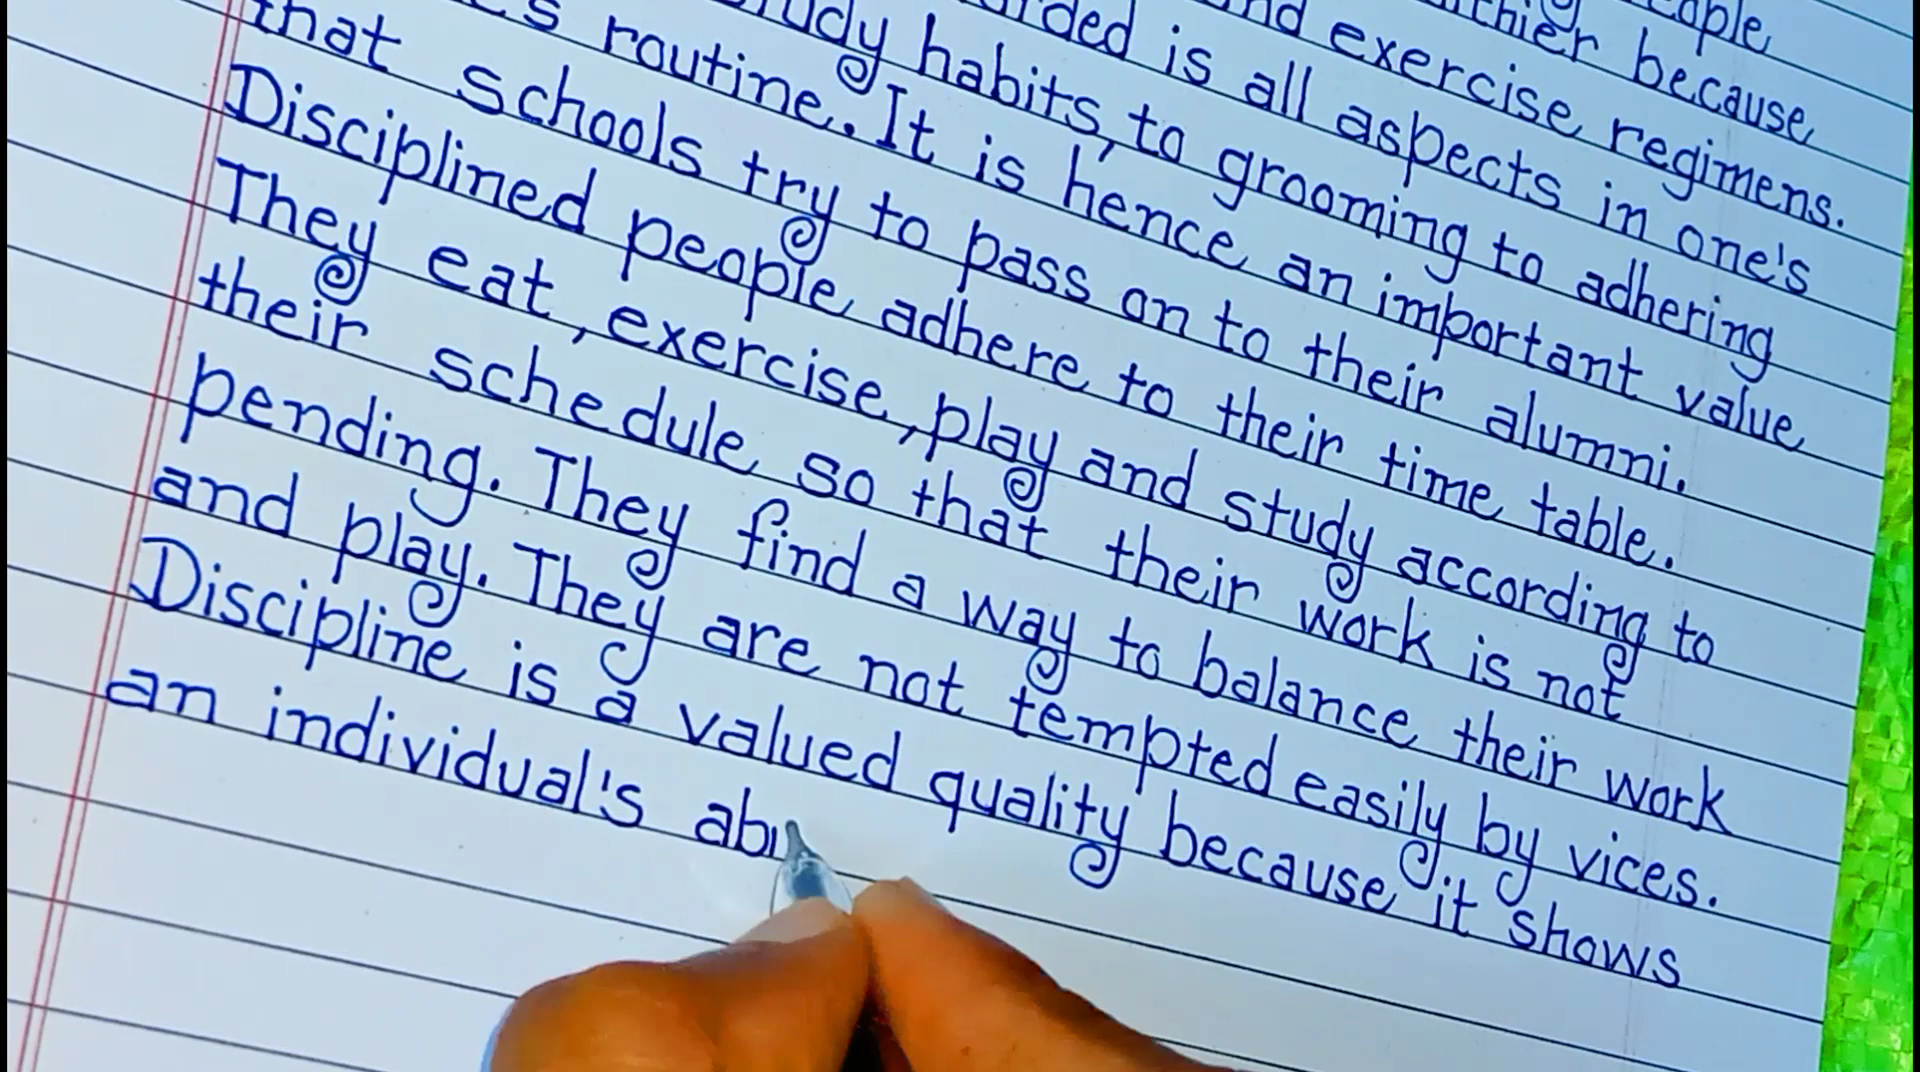 because
exercise regimens.
is all aspects in one's
habits, to grooming to adhering
routine. It is hence an important value
that schools try to pass on to their alumni.
Disciplined people adhere to their time table.
They eat, exercise, play and study according to
their schedule so that their work is not
pending. They find a way to balance their work
and play. They are not tempted easily by vices.
Discipline is a valued quality because it shows
an individual's abi